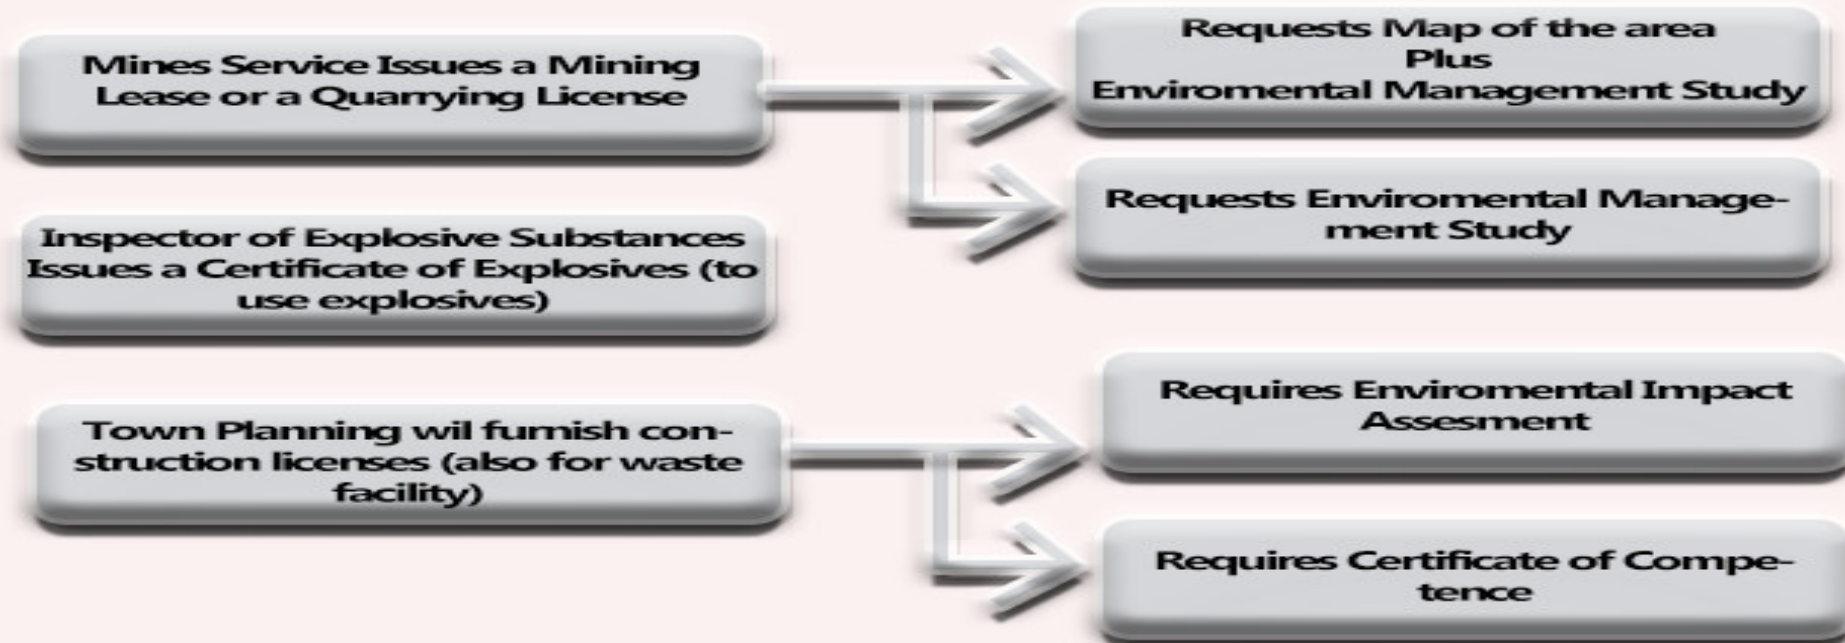 Mines Service Issues a Mining
Lease or a Quarrying License
Requests Map of the area
Plus
Enviromental Management Study
Requests Enviromental Manage-
ment Study
Inspector of Explosive Substances
Issues a Certificate of Explosives (to
use explosives)
Town Planning wil furnish con-
struction licenses (also for waste
facility)
Requires Enviromental Impact
Assesment
Requires Certificate of Compe-
tence